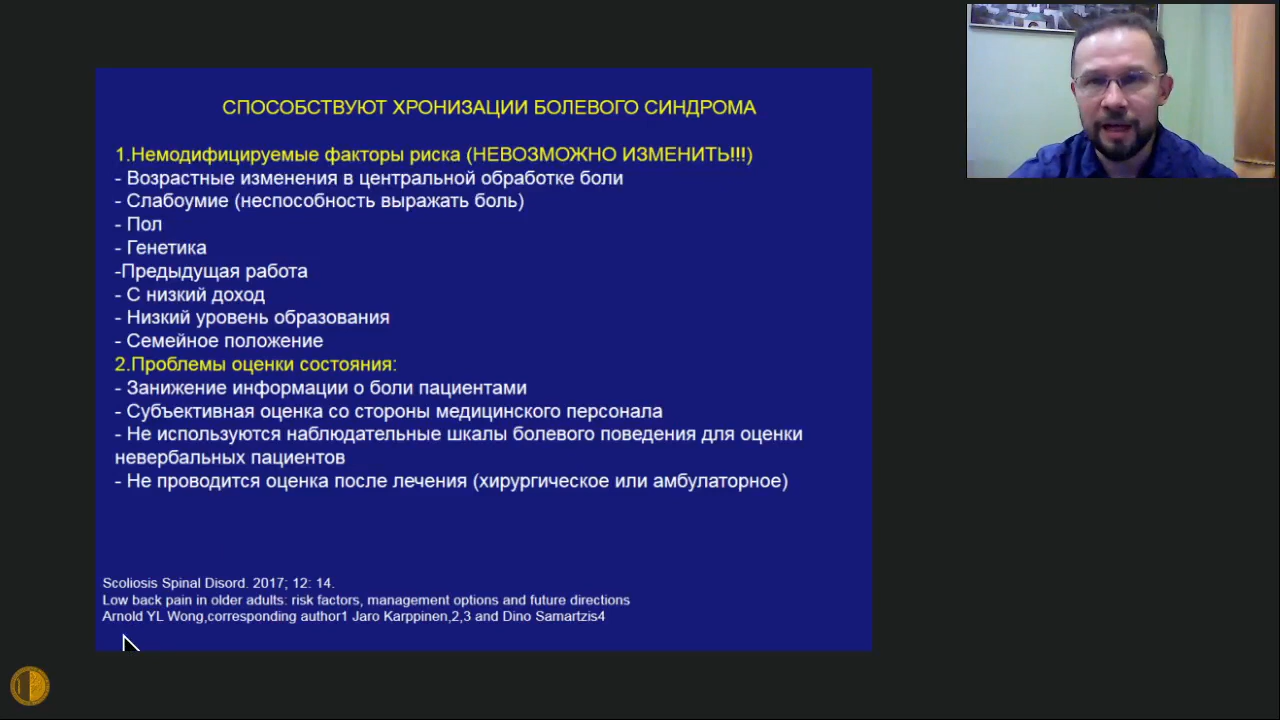 СПОСОБСТВУЮТ ХРОНИЗАЦИИ БОЛЕВОГО СИНДРОМА
1.Немодифицируемые факторы риска (НЕВОЗМОЖНО ИЗМЕНИТЬ!!!)
- Возрастные изменения в центральной обработке боли
- Слабоумие (неспособность выражать боль)
- Пол
- Генетика
-Предыдущая работа
- С низкий доход
- Низкий уровень образования
- Семейное положение
2.Проблемы оценки состояния:
- Занижение информации о боли пациентами
- Субъективная оценка со стороны медицинского персонала
- Не используются наблюдательные шкалы болевого поведения для оценки
невербальных пациентов
- Не проводится оценка после лечения (хирургическое или амбулаторное)
Scoliosis Spinal Disord. 2017; 12: 14.
Low back pain in older adults: risk factors, management options and future directions
Arnold YL Wong,corresponding author1 Jaro Karppinen,2,3 and Dino Samartzis4